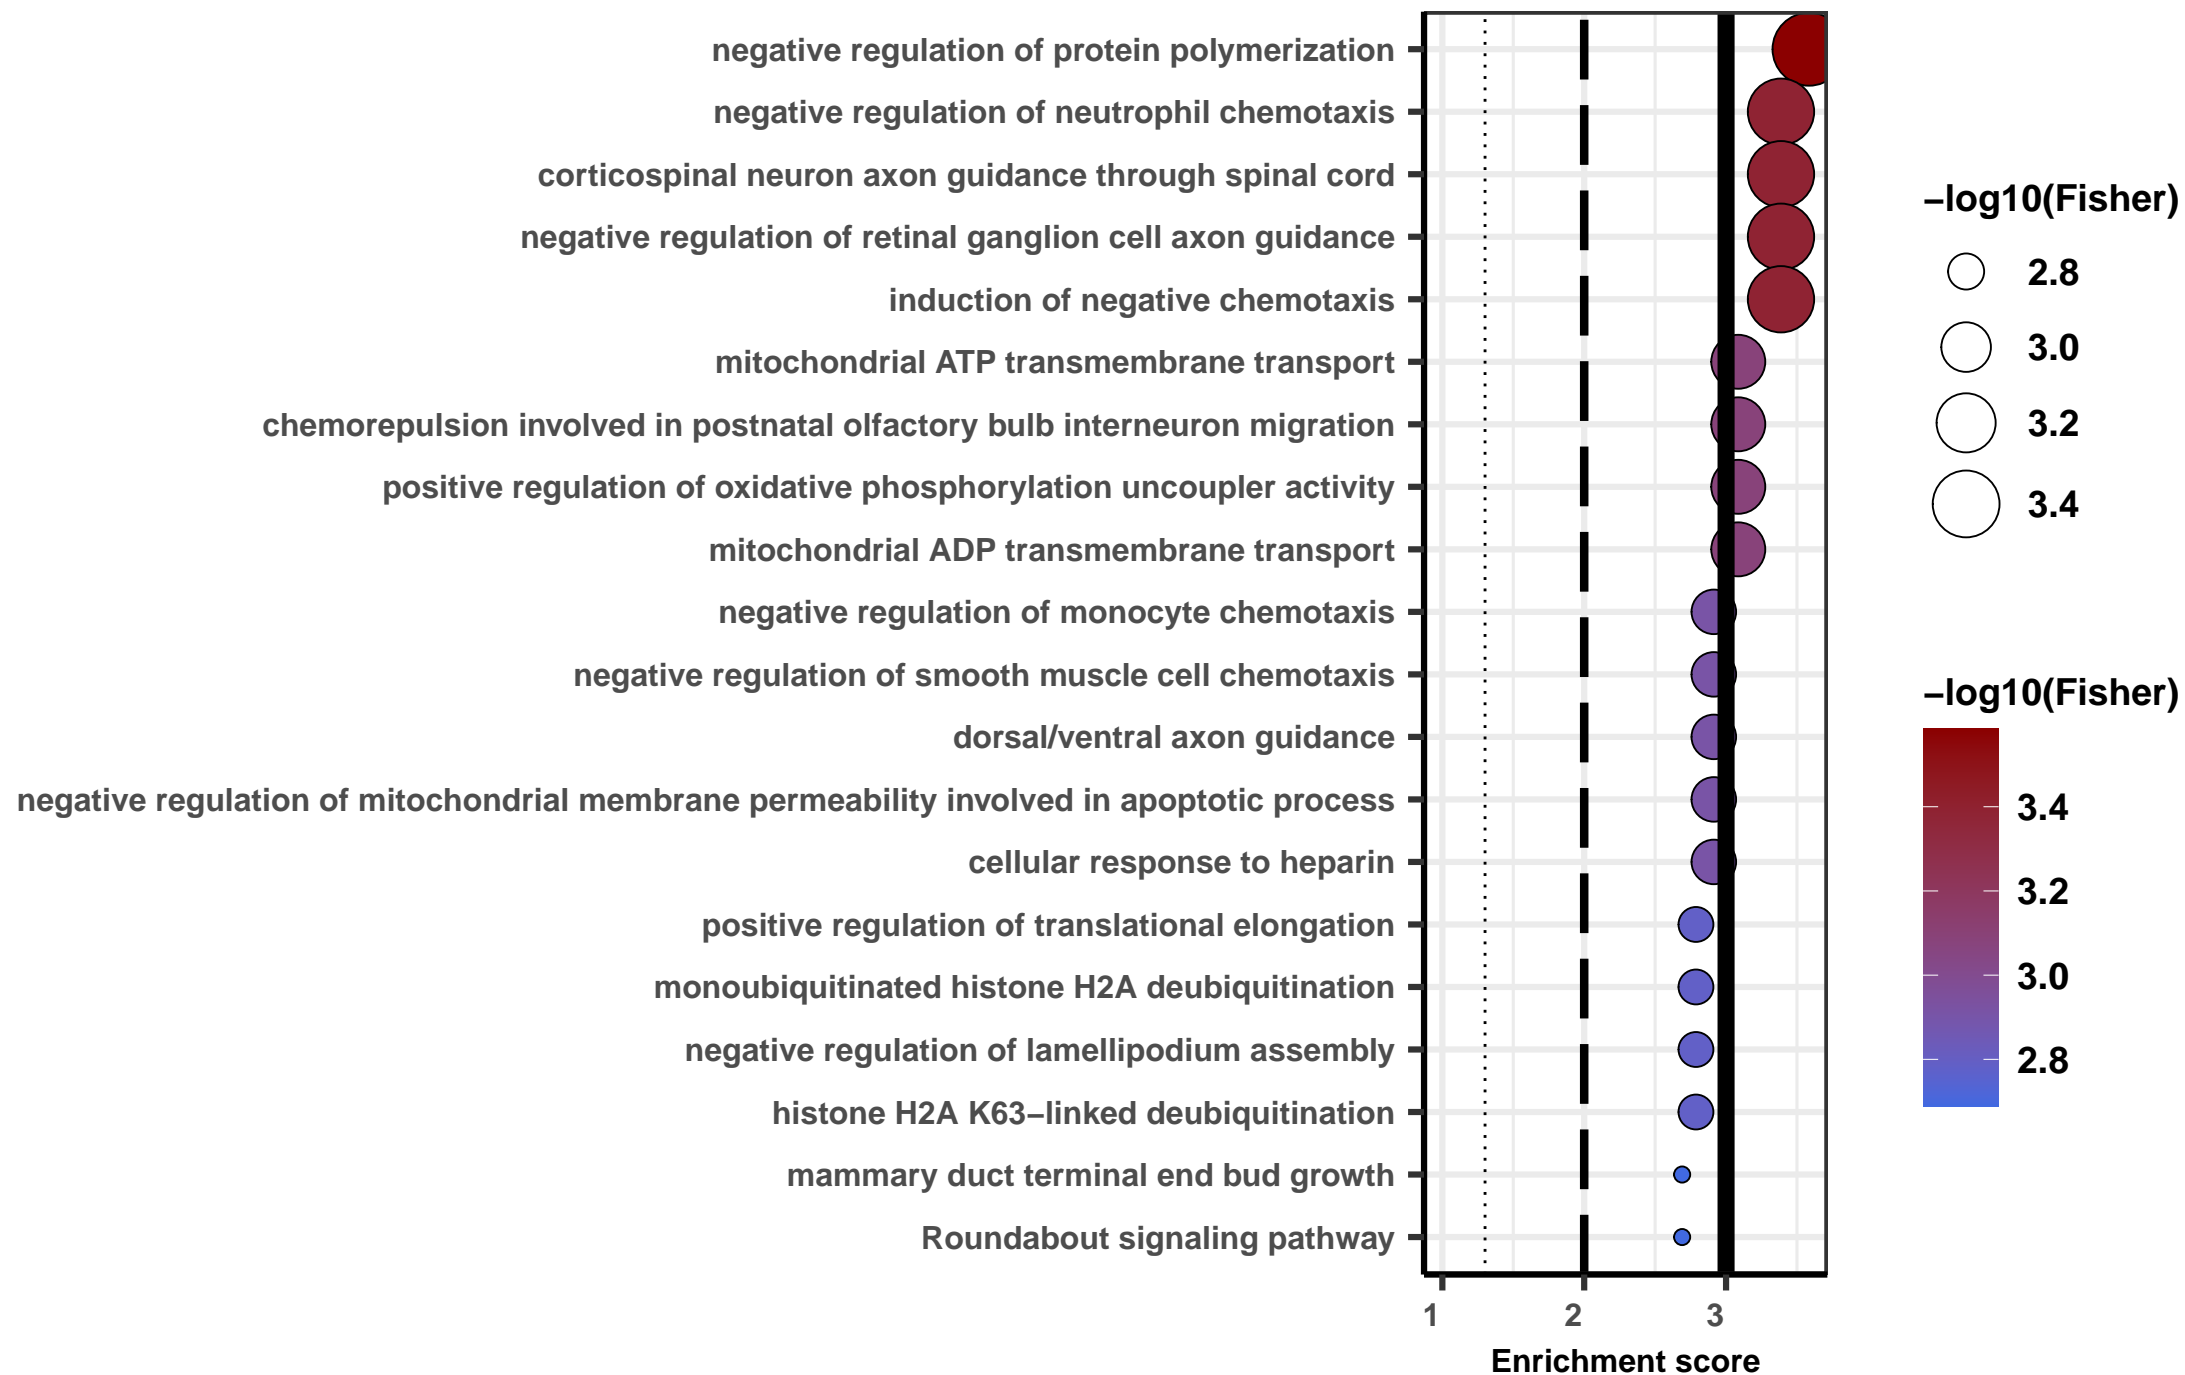 negative regulation of protein polymerization
negative regulation of neutrophil chemotaxis
corticospinal neuron axon guidance through spinal cord
negative regulation of retinal ganglion cell axon guidance
induction of negative chemotaxis
mitochondrial ATP transmembrane transport
chemorepulsion involved in postnatal olfactory bulb interneuron migration
positive regulation of oxidative phosphorylation uncoupler activity
mitochondrial ADP transmembrane transport
negative regulation of monocyte chemotaxis
negative regulation of smooth muscle cell chemotaxis
dorsal/ventral axon guidance
negative regulation of mitochondrial membrane permeability involved in apoptotic process
cellular response to heparin
positive regulation of translational elongation
monoubiquitinated histone H2A deubiquitination
negative regulation of lamellipodium assembly
histone H2A K63−linked deubiquitination
mammary duct terminal end bud growth
Roundabout signaling pathway
1 2 3
Enrichment score
−log10(Fisher)
2.8
3.0
3.2
3.4
−log10(Fisher)
3.4
3.2
3.0
2.8